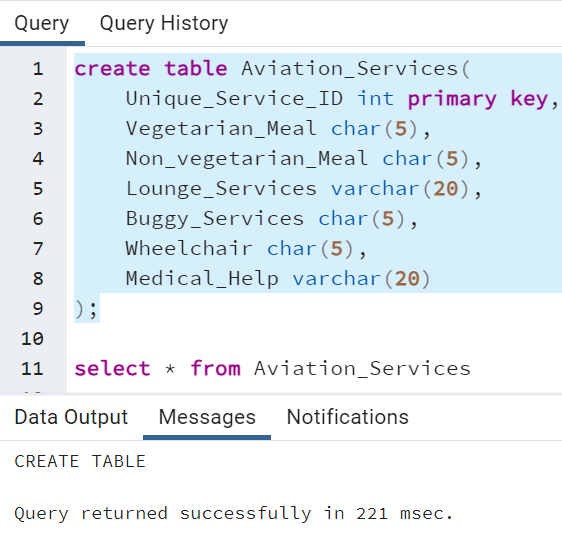 Query Query History
1 create table Aviation_Services(
2 Unique_Service_ID int primary key,
3 Vegetarian_Meal char(5),
4 Non_vegetarian_Meal char(5),
5 Lounge_Services varchar(20),
6 Buggy_Services char(5),
7 Wheelchair char(5),
8 Medical_Help varchar(20)
9 );
10
11 select * from Aviation_Services
Data Output Messages Notifications
CREATE TABLE
Query returned successfully in 221 msec.